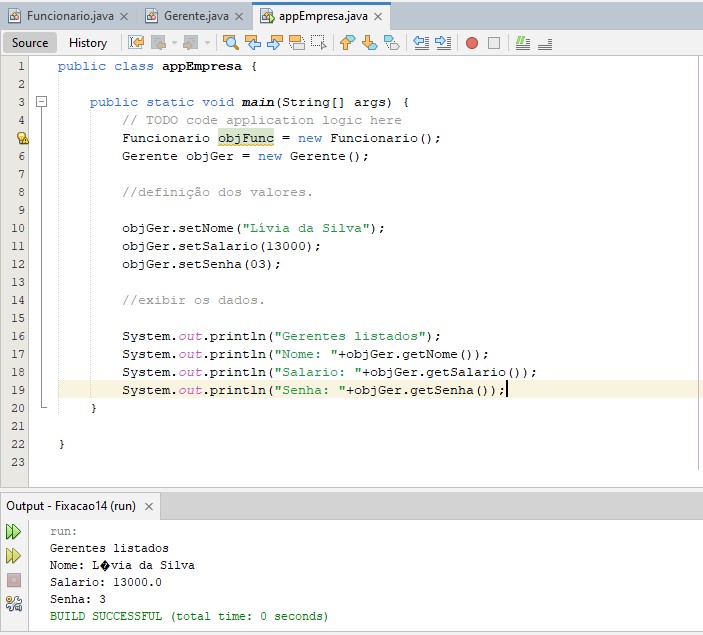 Funcionario.java × Gerente.java × appEmpresa.java ×
Source History
1 public class appEmpresa {
2
3 public static void main(String[] args) {
4 // TODO code application logic here
Funcionario objFunc = new Funcionario();
6 Gerente objGer = new Gerente();
7
8 //definição dos valores.
9
10 objGer.setNome("Lívia da Silva");
11 objGer.setSalario(13000);
12 objGer.setSenha(03);
13
14 //exibir os dados.
15
16 System.out.println("Gerentes listados");
17 System.out.println("Nome: "+objGer.getNome());
18 System.out.println("Salario: "+objGer.getSalario());
19 System.out.println("Senha: "+objGer.getSenha());
20 }
21
22 }
23
Output - Fixacao14 (run) ×
run:
Gerentes listados
Nome: L�via da Silva
Salario: 13000.0
Senha: 3
BUILD SUCCESSFUL (total time: 0 seconds)